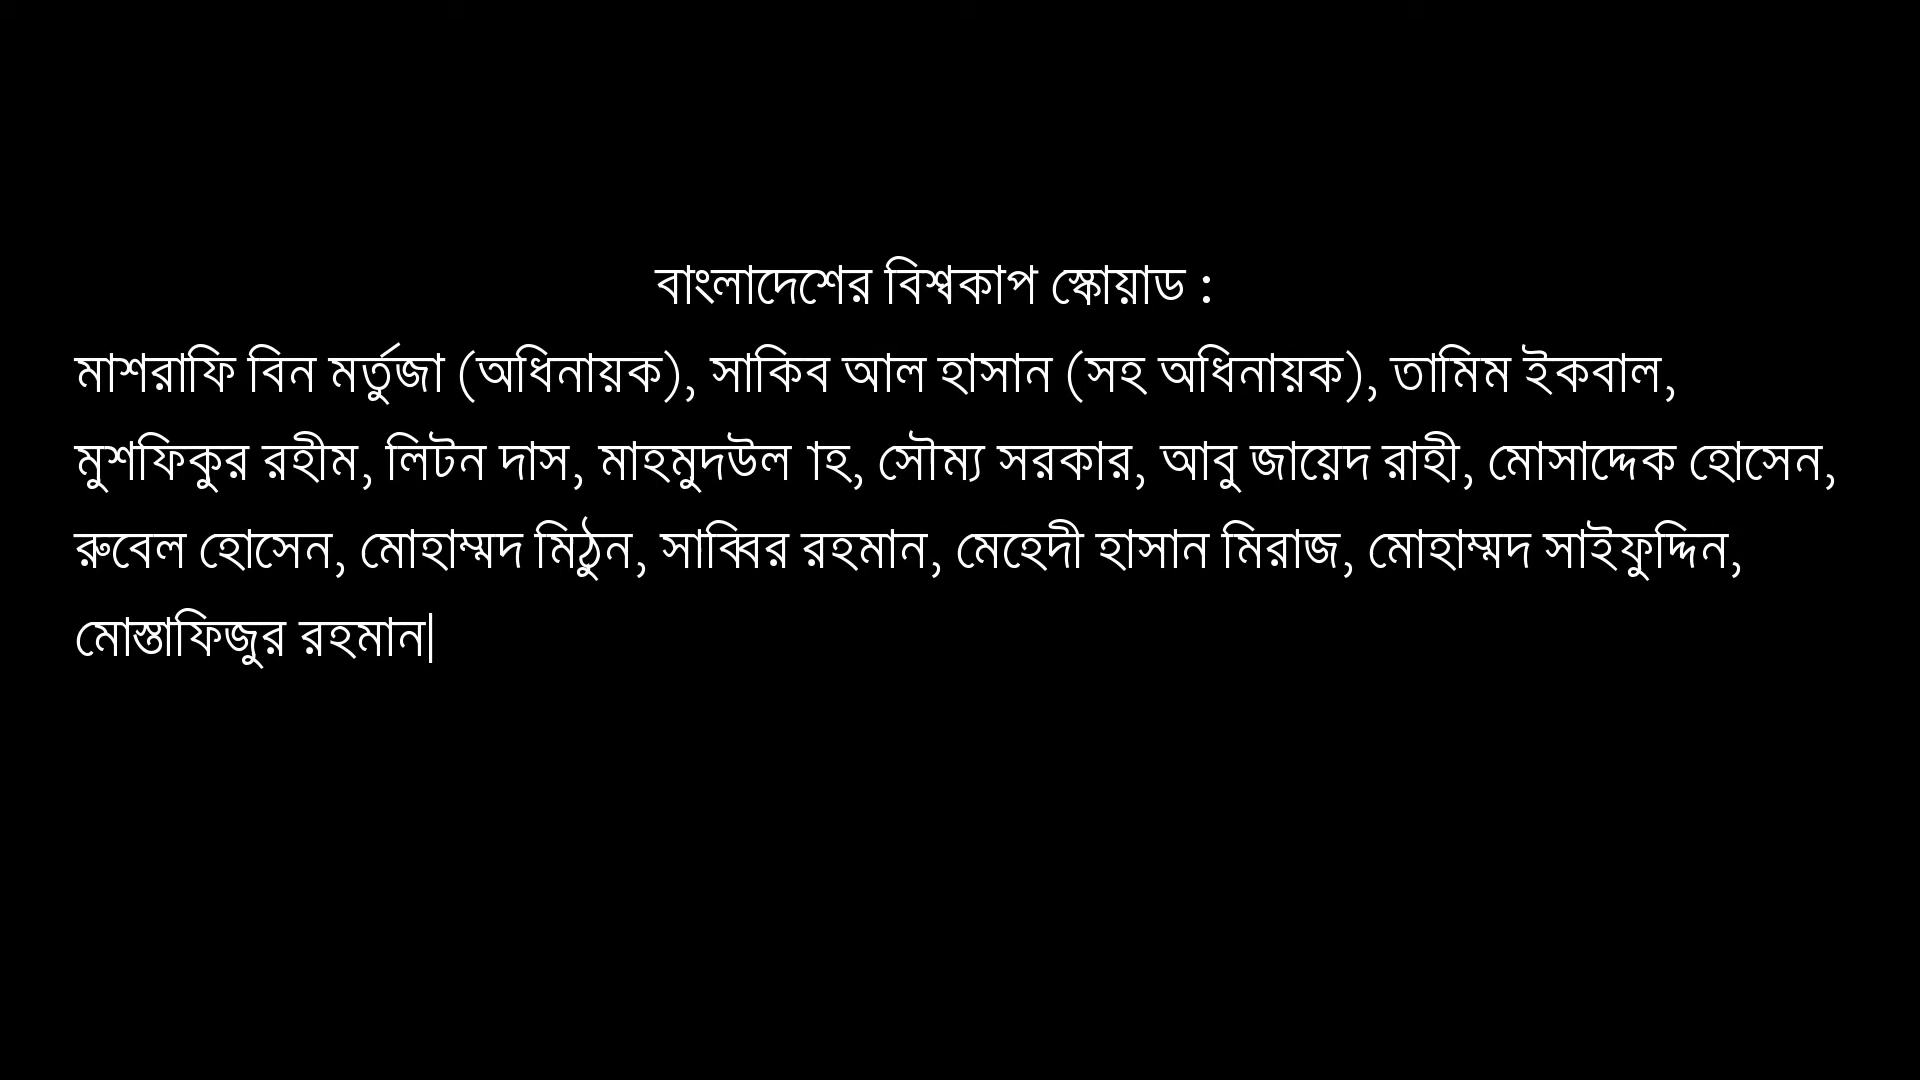 বাংলাদেশের বিশ্বকাপ স্কোয়াড :
মাশরাফি বিন মর্তুজা (অধিনায়ক), সাকিব আল হাসান (সহ অধিনায়ক), তামিম ইকবাল,
মুশফিকুর রহীম, লিটন দাস, মাহমুদউল াহ, সৌম্য সরকার, আবু জায়েদ রাহী, মোসাদ্দেক হোসেন,
রুবেল হোসেন, মোহাম্মদ মিঠুন, সাব্বির রহমান, মেহেদী হাসান মিরাজ, মোহাম্মদ সাইফুদ্দিন,
মোস্তাফিজুর রহমান|